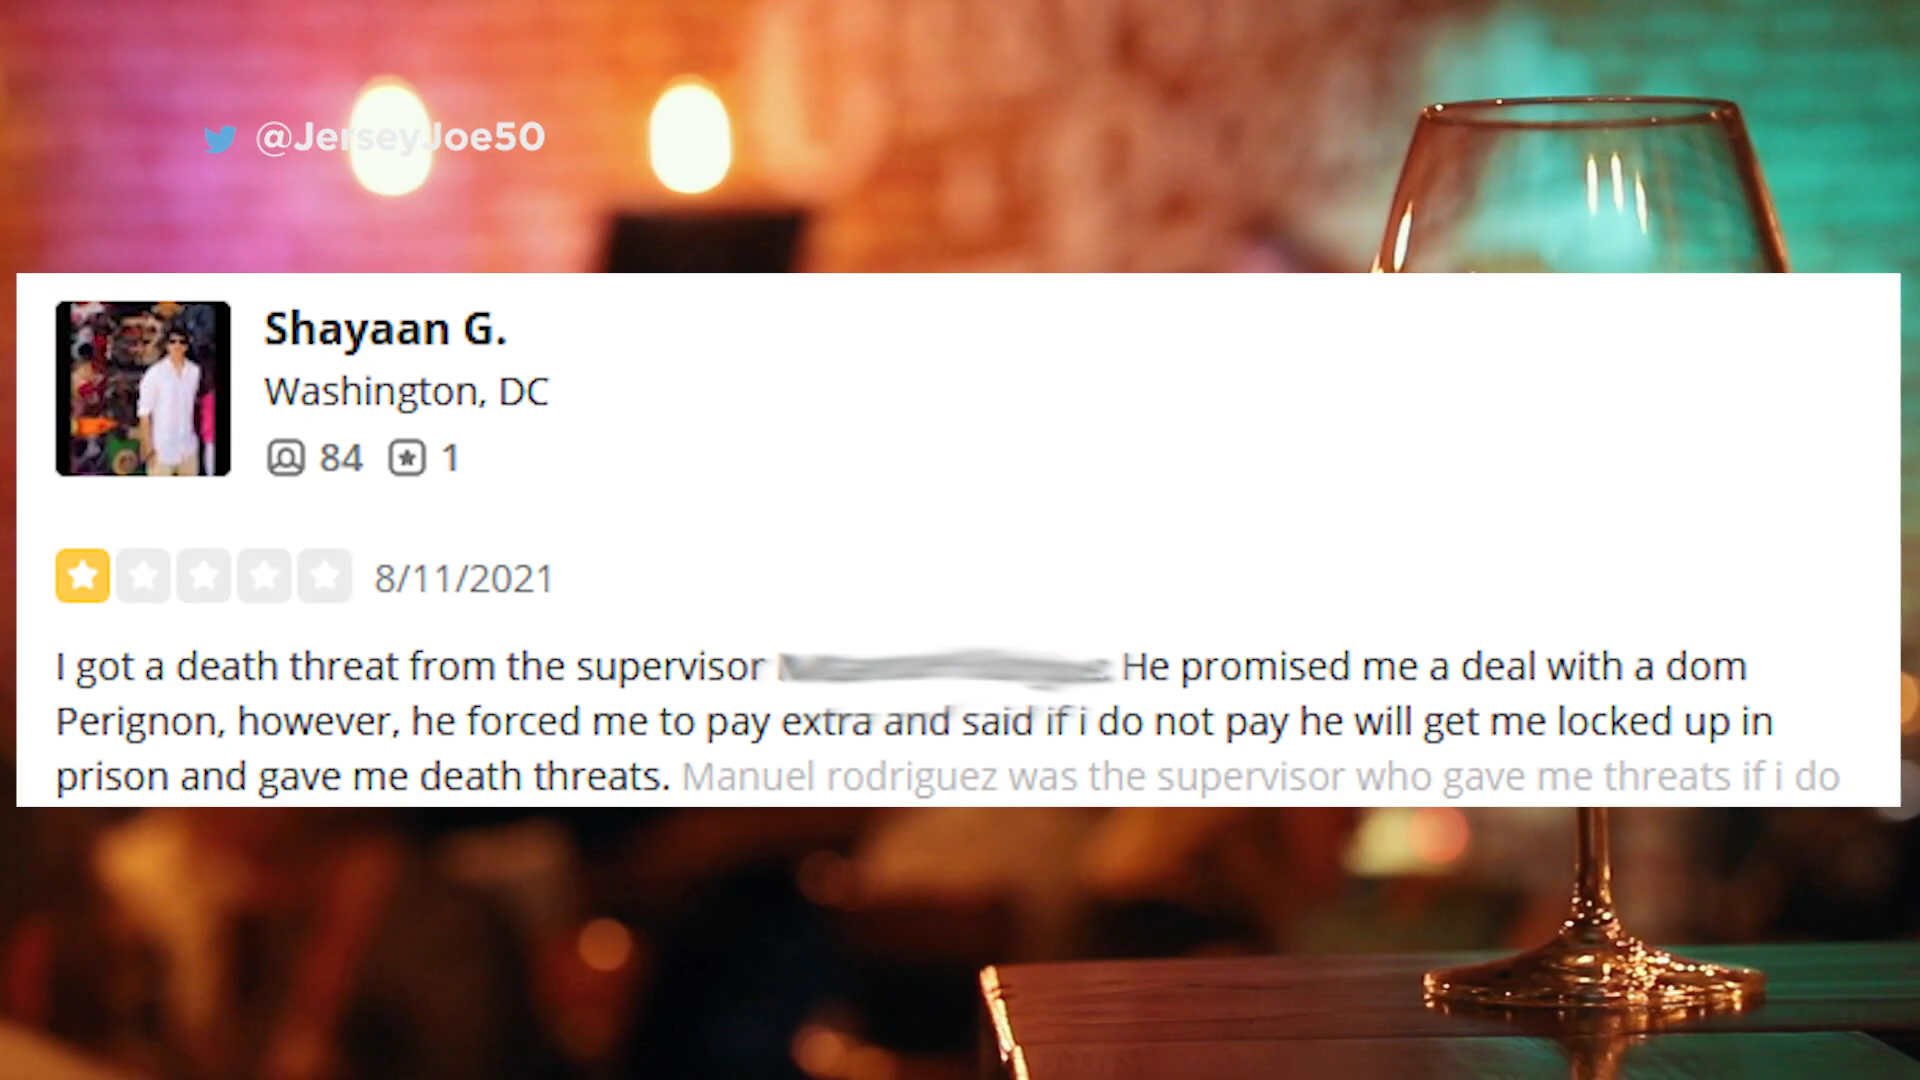 @JerseyJoe50
Shayaan G.
Washington, DC
84 1
8/11/2021
I got a death threat from the supervisor He promised me a deal with a dom
Perignon, however, he forced me to pay extra and said if i do not pay he will get me locked up in
prison and gave me death threats. Manuel rodriguez was the supervisor who gave me threats if i do